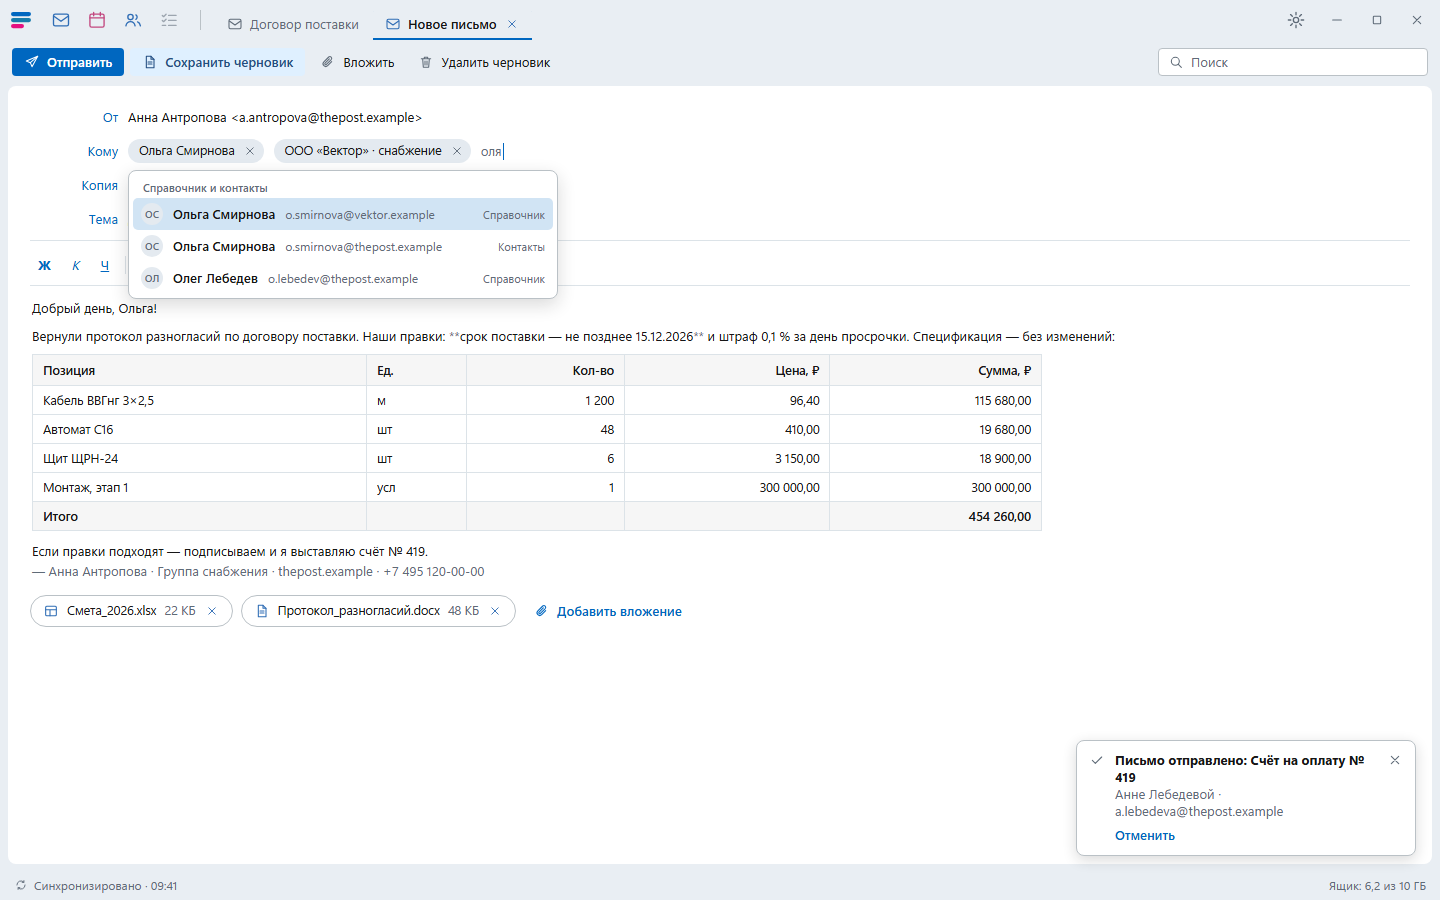 Договор поставки
Новое письмо
Отправить
Сохранить черновик
Вложить
Удалить черновик
Поиск
От Анна Антропова <a.antropova@thepost.example>
Кому Ольга Смирнова ООО «Вектор» · снабжение оля
Копия
Тема
Справочник и контакты
ОС Ольга Смирнова o.smirnova@vektor.example Справочник
ОС Ольга Смирнова o.smirnova@thepost.example Контакты
ОЛ Олег Лебедев o.lebedev@thepost.example Справочник
Ж К Ч
Добрый день, Ольга!
Вернули протокол разногласий по договору поставки. Наши правки: **срок поставки — не позднее 15.12.2026** и штраф 0,1 % за день просрочки. Спецификация — без изменений:
Позиция Ед. Кол-во Цена, ₽ Сумма, ₽
Кабель ВВГнг 3×2,5 м 1 200 96,40 115 680,00
Автомат С16 шт 48 410,00 19 680,00
Щит ЩРН-24 шт 6 3 150,00 18 900,00
Монтаж, этап 1 усл 1 300 000,00 300 000,00
Итого 454 260,00
Если правки подходят — подписываем и я выставляю счёт № 419.
— Анна Антропова · Группа снабжения · thepost.example · +7 495 120-00-00
Смета_2026.xlsx 22 КБ
Протокол_разногласий.docx 48 КБ
Добавить вложение
Письмо отправлено: Счёт на оплату №
419
Анне Лебедевой ·
a.lebedeva@thepost.example
Отменить
Синхронизировано · 09:41
Ящик: 6,2 из 10 ГБ